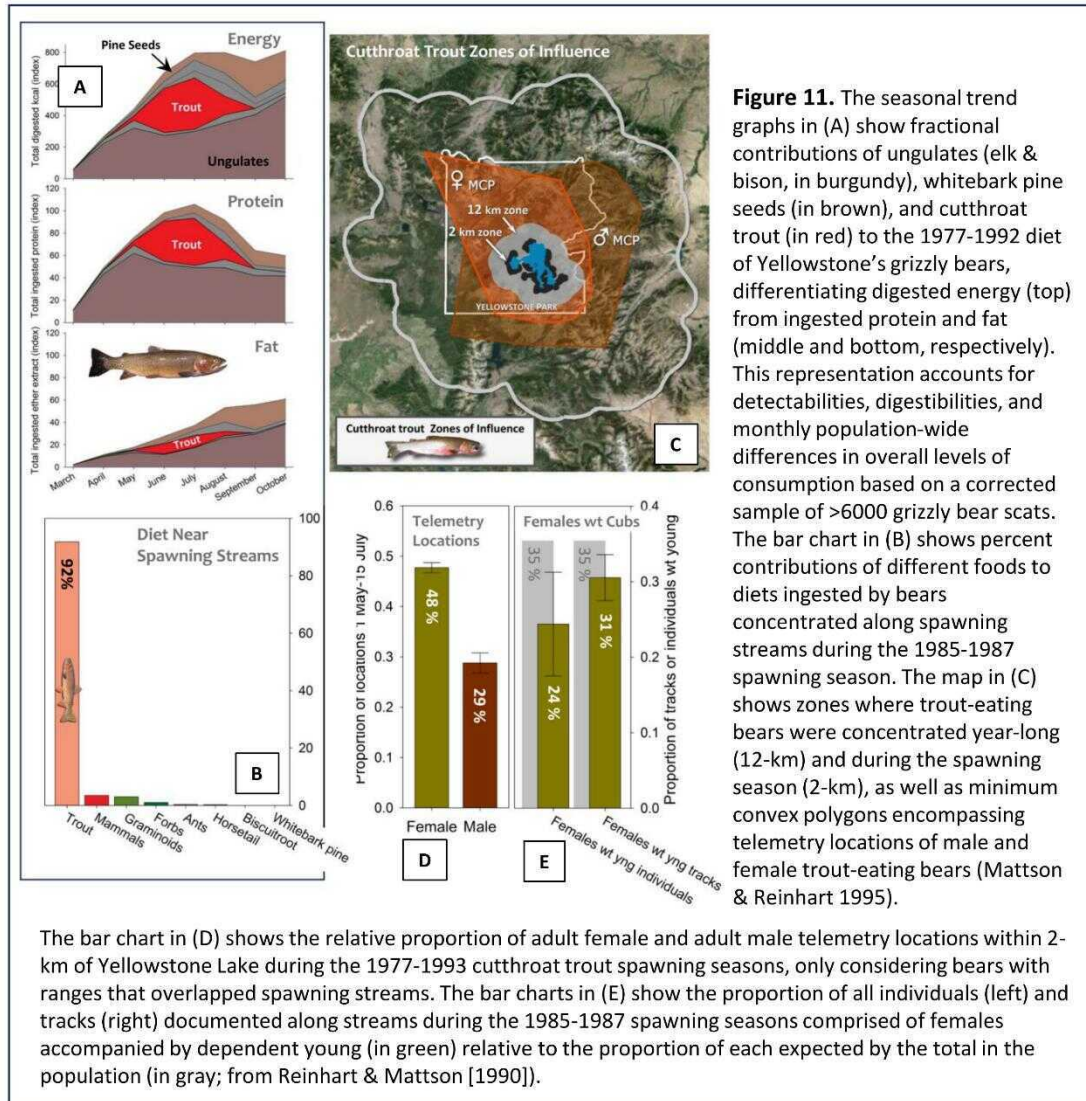 Energy
Pine Seeds
A
Total digested kcal (index)
800
600
400
200
0
Trout
Ungulates
Protein
Total ingested protein (index)
120
100
80
60
40
20
0
Trout
Fat
Total ingested ether extract (index)
120
100
80
60
40
20
0
Trout
March
April
May
June
July
August
September
October
Diet Near
Spawning Streams
92%
100
80
60
40
20
0
B
Trout
Mammals
Graminoids
Forbs
Ants
Horsetail
Biscuitroot
Whitebark pine
Cutthroat Trout Zones of Influence
♀ MCP
12 km zone
2 km zone
♂ MCP
YELLOWSTONE PARK
Cutthroat trout Zones of Influence
C
Telemetry
Locations
Proportion of locations 1 May-15 July
0.6
0.5
0.4
0.3
0.2
0.1
0.0
48 %
29 %
Female
Male
D
Females wt Cubs
35 %
35 %
24 %
31 %
0.4
0.3
0.2
0.1
0.0
Proportion of tracks or individuals wt young
Females wt yng individuals
Females wt yng tracks
E
Figure 11. The seasonal trend
graphs in (A) show fractional
contributions of ungulates (elk &
bison, in burgundy), whitebark pine
seeds (in brown), and cutthroat
trout (in red) to the 1977-1992 diet
of Yellowstone’s grizzly bears,
differentiating digested energy (top)
from ingested protein and fat
(middle and bottom, respectively).
This representation accounts for
detectabilities, digestibilities, and
monthly population-wide
differences in overall levels of
consumption based on a corrected
sample of >6000 grizzly bear scats.
The bar chart in (B) shows percent
contributions of different foods to
diets ingested by bears
concentrated along spawning
streams during the 1985-1987
spawning season. The map in (C)
shows zones where trout-eating
bears were concentrated year-long
(12-km) and during the spawning
season (2-km), as well as minimum
convex polygons encompassing
telemetry locations of male and
female trout-eating bears (Mattson
& Reinhart 1995).
The bar chart in (D) shows the relative proportion of adult female and adult male telemetry locations within 2-
km of Yellowstone Lake during the 1977-1993 cutthroat trout spawning seasons, only considering bears with
ranges that overlapped spawning streams. The bar charts in (E) show the proportion of all individuals (left) and
tracks (right) documented along streams during the 1985-1987 spawning seasons comprised of females
accompanied by dependent young (in green) relative to the proportion of each expected by the total in the
population (in gray; from Reinhart & Mattson [1990]).